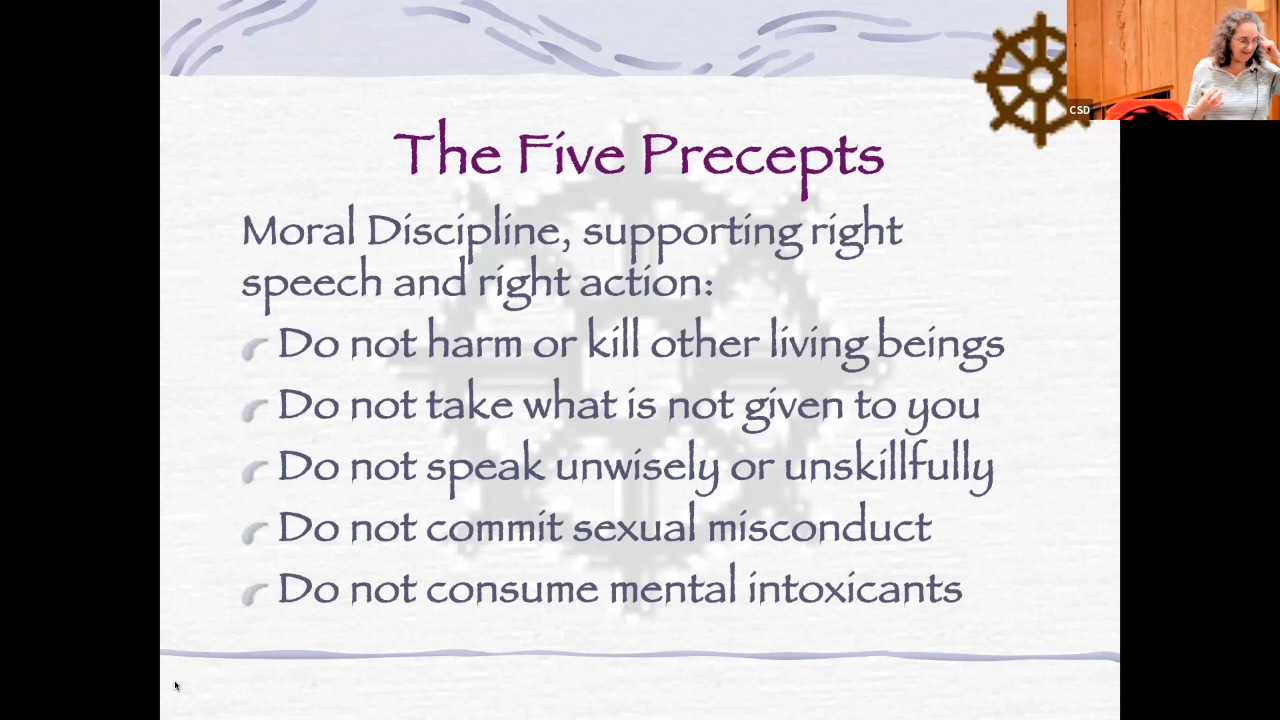 CSD
The Five Precepts
Moral Discipline, supporting right
speech and right action:
Do not harm or kill other living beings
Do not take what is not given to you
Do not speak unwisely or unskillfully
Do not commit sexual misconduct
Do not consume mental intoxicants